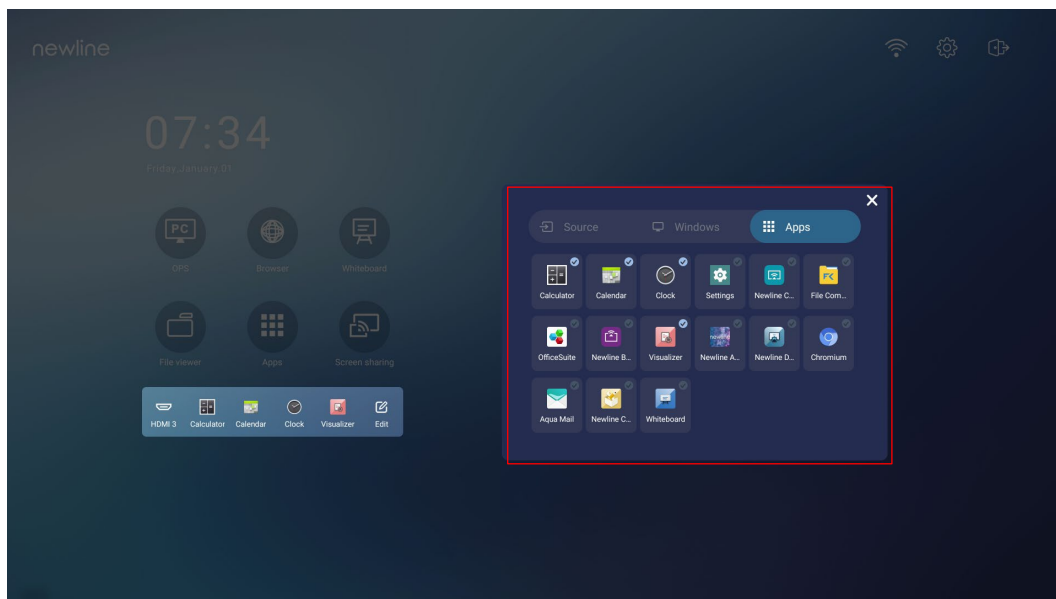 newline
07:34
Friday,January,01
PC
OPS Browser Whiteboard
File viewer Apps Screen sharing
HDMI 3 Calculator Calendar Clock Visualizer Edit
Source Windows Apps
Calculator Calendar Clock Settings Newline C... File Com...
OfficeSuite Newline B... Visualizer Newline A... Newline D... Chromium
Aqua Mail Newline C... Whiteboard